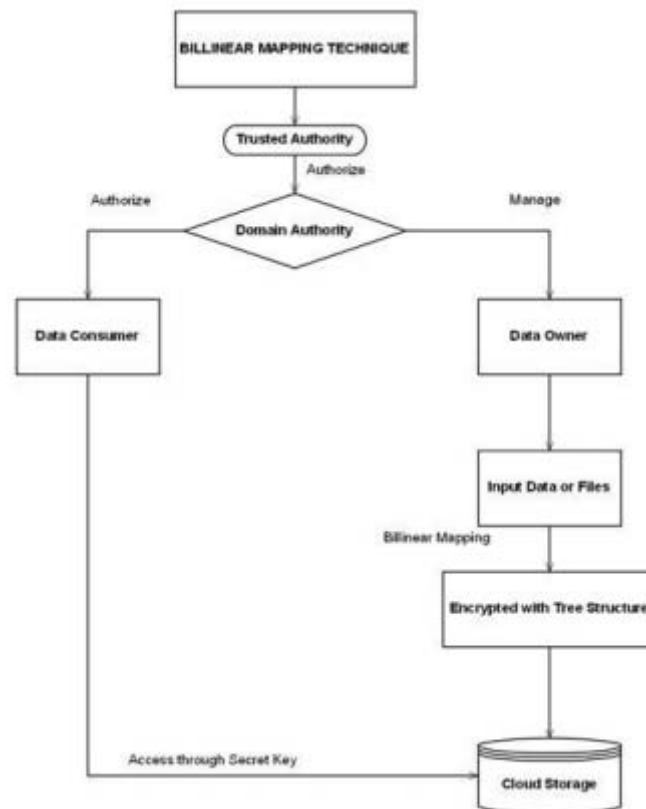 BILLINEAR MAPPING TECHNIQUE
Trusted Authority
Authorize
Authorize
Manage
Domain Authority
Data Consumer
Data Owner
Input Data or Files
Billinear Mapping
Encrypted with Tree Structure
Access through Secret Key
Cloud Storage